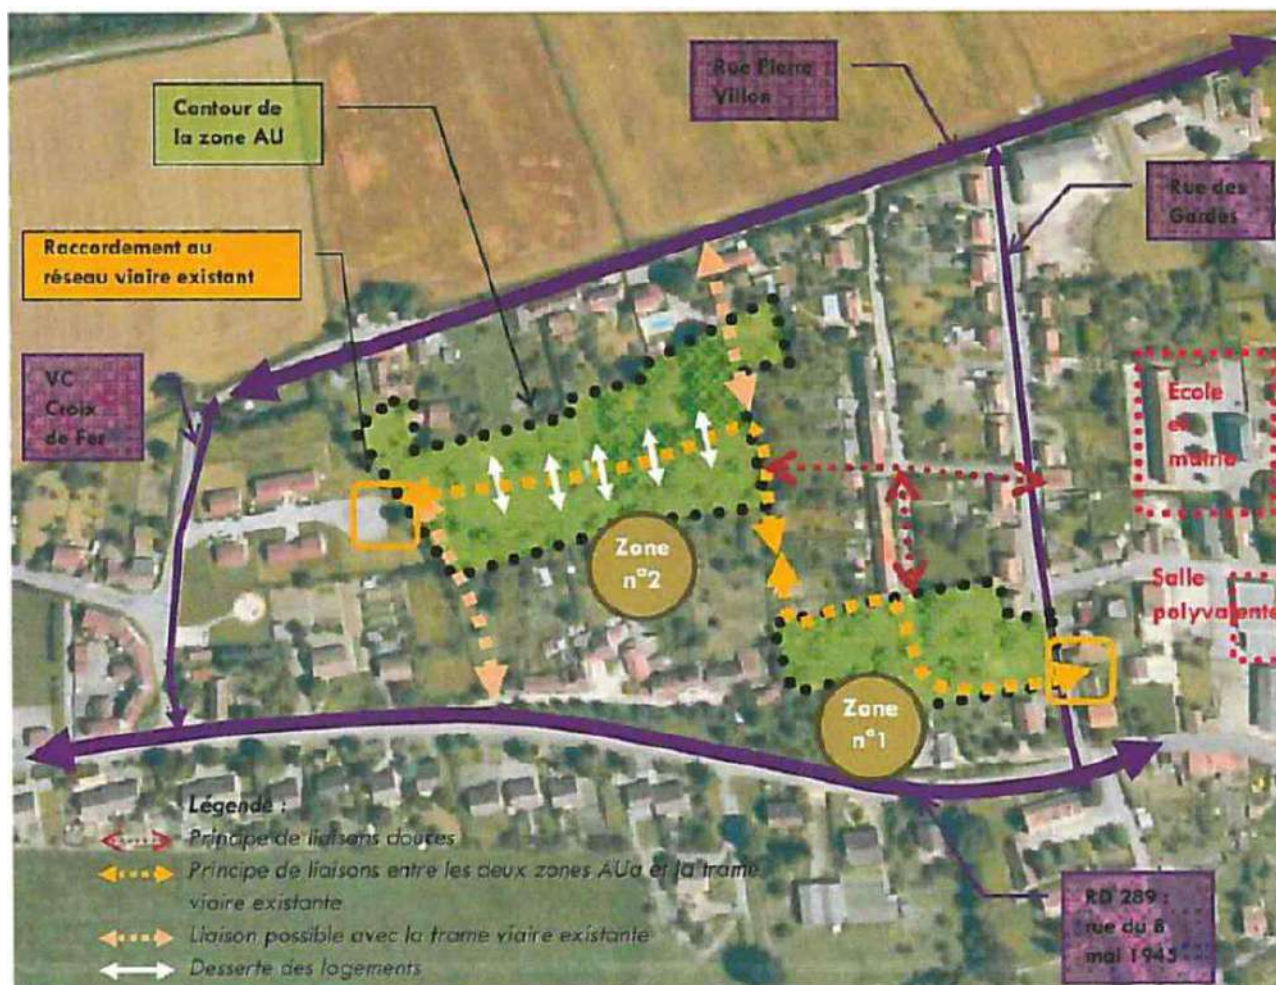 Rue Pierre
Villon
Contour de
la zone AU
Rue des
Gardes
Raccordement au
réseau viaire existant
VC
Croix
de Fer
Ecole
et
mairie
Zone
n°2
Salle
polyvalente
Zone
n°1
Légende :
Principe de liaisons douces
Principe de liaisons entre les deux zones AUa et la trame
viaire existante
Liaison possible avec la trame viaire existante
Desserte des logements
RD 289 :
rue du 8
mai 1945